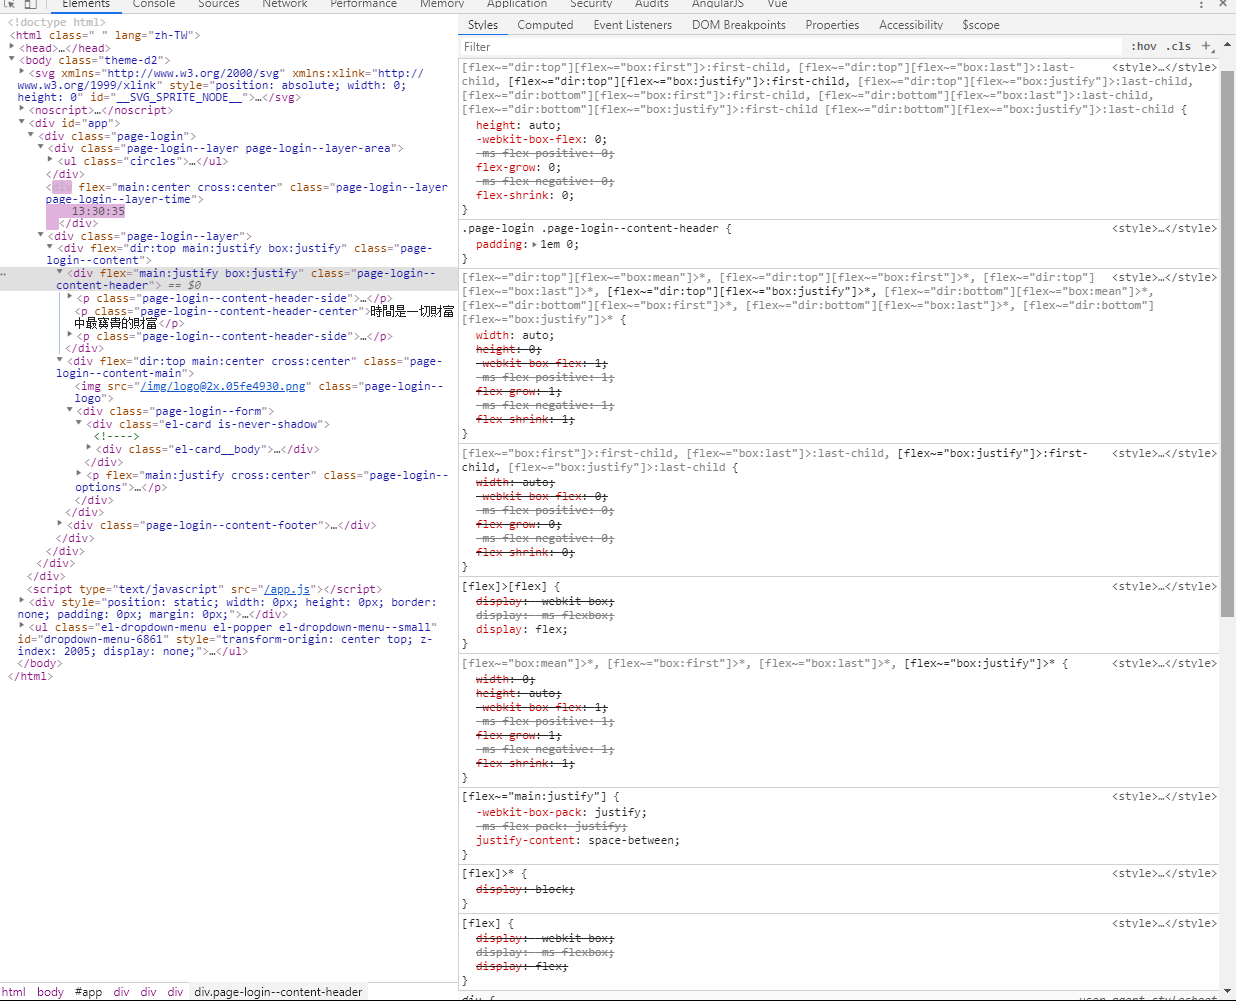 Elements Console Sources Network Performance Memory Application Security Audits AngularJS Vue
<!doctype html>
<html class=" " lang="zh-TW">
<head>…</head>
<body class="theme-d2">
<svg xmlns="http://www.w3.org/2000/svg" xmlns:xlink="http://
www.w3.org/1999/xlink" style="position: absolute; width: 0;
height: 0" id="__SVG_SPRITE_NODE__">…</svg>
<noscript>…</noscript>
<div id="app">
<div class="page-login">
<div class="page-login--layer page-login--layer-area">
<ul class="circles">…</ul>
</div>
<div flex="main:center cross:center" class="page-login--layer
page-login--layer-time">
13:30:35
</div>
<div class="page-login--layer">
<div flex="dir:top main:justify box:justify" class="page-
login--content">
<div flex="main:justify box:justify" class="page-login--
content-header"> == $0
<p class="page-login--content-header-side">…</p>
<p class="page-login--content-header-center">時間是一切財富
中最寶貴的財富</p>
<p class="page-login--content-header-side">…</p>
</div>
<div flex="dir:top main:center cross:center" class="page-
login--content-main">
<img src="/img/logo@2x.05fe4930.png" class="page-login--
logo">
<div class="page-login--form">
<div class="el-card is-never-shadow">
<!---->
<div class="el-card__body">…</div>
</div>
<p flex="main:justify cross:center" class="page-login--
options">…</p>
</div>
</div>
<div class="page-login--content-footer">…</div>
</div>
</div>
</div>
</div>
<script type="text/javascript" src="/app.js"></script>
<div style="position: static; width: 0px; height: 0px; border:
none; padding: 0px; margin: 0px;">…</div>
<ul class="el-dropdown-menu el-popper el-dropdown-menu--small"
id="dropdown-menu-6861" style="transform-origin: center top; z-
index: 2005; display: none;">…</ul>
</body>
</html>
html body #app div div div div.page-login--content-header
Styles Computed Event Listeners DOM Breakpoints Properties Accessibility $scope
Filter :hov .cls +
[flex~="dir:top"][flex~="box:first"]>:first-child, [flex~="dir:top"][flex~="box:last"]>:last- <style>…</style>
child, [flex~="dir:top"][flex~="box:justify"]>:first-child, [flex~="dir:top"][flex~="box:justify"]>:last-child,
[flex~="dir:bottom"][flex~="box:first"]>:first-child, [flex~="dir:bottom"][flex~="box:last"]>:last-child,
[flex~="dir:bottom"][flex~="box:justify"]>:first-child [flex~="dir:bottom"][flex~="box:justify"]>:last-child {
height: auto;
-webkit-box-flex: 0;
-ms-flex-positive: 0;
flex-grow: 0;
-ms-flex-negative: 0;
flex-shrink: 0;
}
.page-login .page-login--content-header { <style>…</style>
padding: 1em 0;
}
[flex~="dir:top"][flex~="box:mean"]>*, [flex~="dir:top"][flex~="box:first"]>*, [flex~="dir:top"] <style>…</style>
[flex~="box:last"]>*, [flex~="dir:top"][flex~="box:justify"]>*, [flex~="dir:bottom"][flex~="box:mean"]>*,
[flex~="dir:bottom"][flex~="box:first"]>*, [flex~="dir:bottom"][flex~="box:last"]>*, [flex~="dir:bottom"]
[flex~="box:justify"]>* {
width: auto;
height: 0;
-webkit-box-flex: 1;
-ms-flex-positive: 1;
flex-grow: 1;
-ms-flex-negative: 1;
flex-shrink: 1;
}
[flex~="box:first"]>:first-child, [flex~="box:last"]>:last-child, [flex~="box:justify"]>:first- <style>…</style>
child, [flex~="box:justify"]>:last-child {
width: auto;
-webkit-box-flex: 0;
-ms-flex-positive: 0;
flex-grow: 0;
-ms-flex-negative: 0;
flex-shrink: 0;
}
[flex]>[flex] { <style>…</style>
display: -webkit-box;
display: -ms-flexbox;
display: flex;
}
[flex~="box:mean"]>*, [flex~="box:first"]>*, [flex~="box:last"]>*, [flex~="box:justify"]>* { <style>…</style>
width: 0;
height: auto;
-webkit-box-flex: 1;
-ms-flex-positive: 1;
flex-grow: 1;
-ms-flex-negative: 1;
flex-shrink: 1;
}
[flex~="main:justify"] { <style>…</style>
-webkit-box-pack: justify;
-ms-flex-pack: justify;
justify-content: space-between;
}
[flex]>* { <style>…</style>
display: block;
}
[flex] { <style>…</style>
display: -webkit-box;
display: -ms-flexbox;
display: flex;
}
div { user agent stylesheet